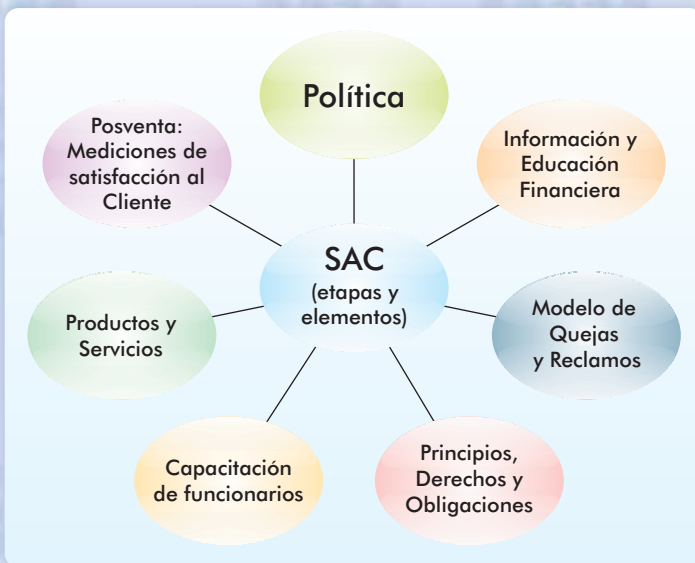 Política
Posventa:
Mediciones de
satisfacción al
Cliente
Información y
Educación
Financiera
SAC
(etapas y
elementos)
Productos y
Servicios
Modelo de
Quejas
y Reclamos
Capacitación
de funcionarios
Principios,
Derechos y
Obligaciones